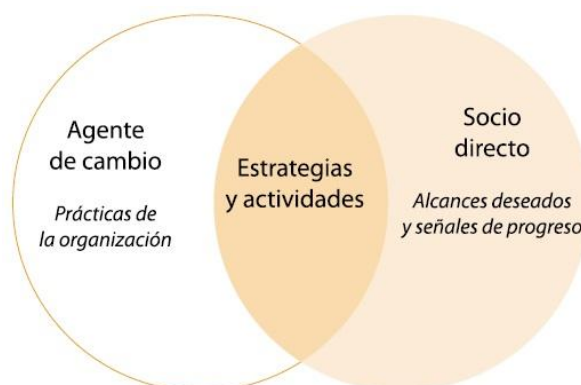 Agente
de cambio
Prácticas de
la organización
Estrategias
y actividades
Socio
directo
Alcances deseados
y señales de progreso